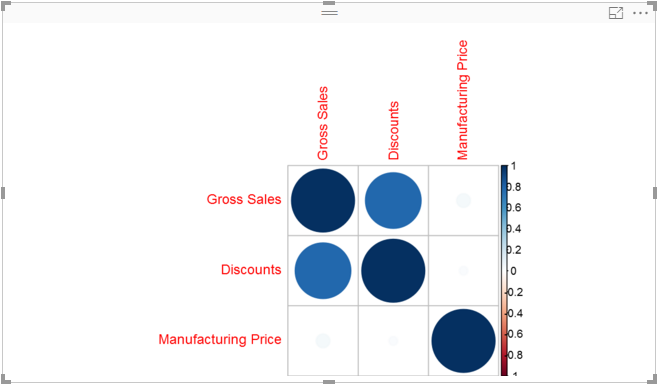 Gross Sales
Discounts
Manufacturing Price
Gross Sales
Discounts
Manufacturing Price
1
0.8
0.6
0.4
0.2
0
-0.2
-0.4
-0.6
-0.8
-1